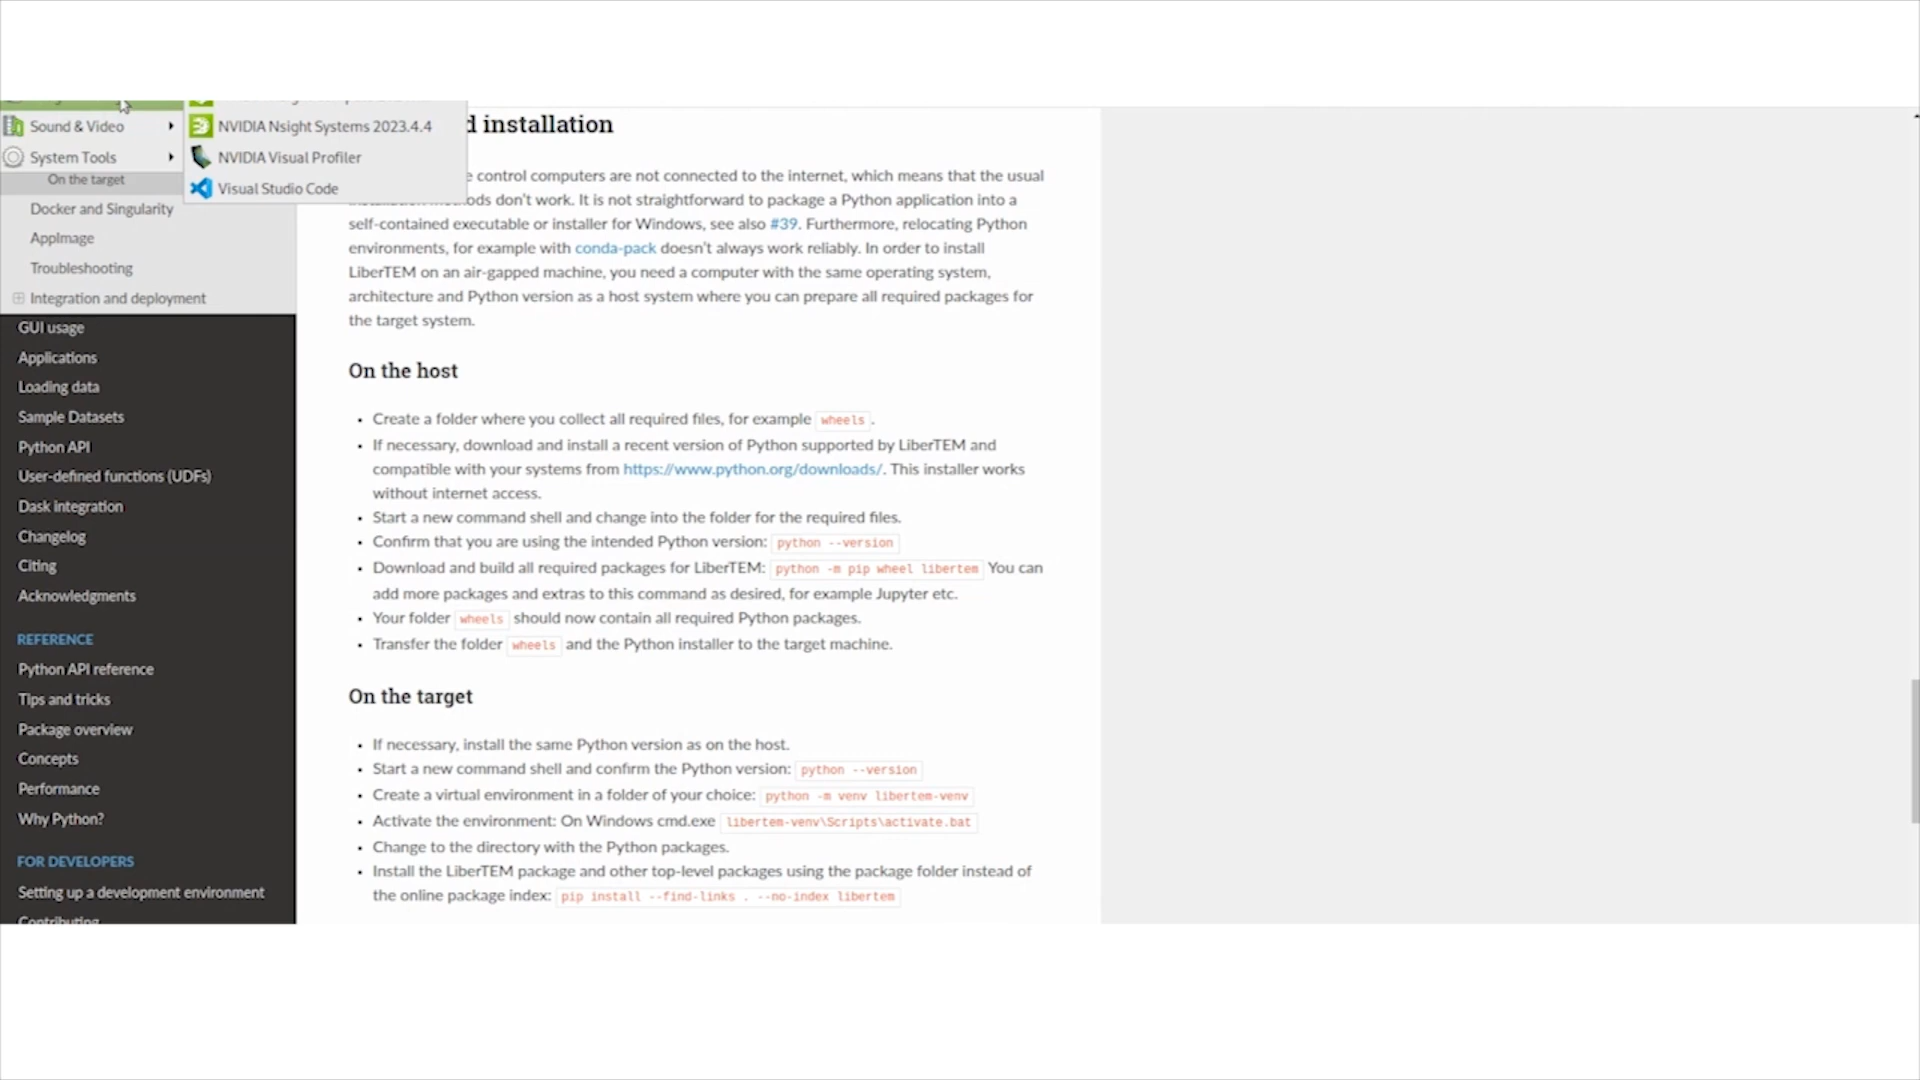 Sound & Video
System Tools
NVIDIA Nsight Systems 2023.4.4
NVIDIA Visual Profiler
Visual Studio Code
On the target
Docker and Singularity
AppImage
Troubleshooting
Integration and deployment
GUI usage
Applications
Loading data
Sample Datasets
Python API
User-defined functions (UDFs)
Dask integration
Changelog
Citing
Acknowledgments
REFERENCE
Python API reference
Tips and tricks
Package overview
Concepts
Performance
Why Python?
FOR DEVELOPERS
Setting up a development environment
Contributing
d installation
e control computers are not connected to the internet, which means that the usual
ods don't work. It is not straightforward to package a Python application into a
self-contained executable or installer for Windows, see also #39. Furthermore, relocating Python
environments, for example with conda-pack doesn't always work reliably. In order to install
LiberTEM on an air-gapped machine, you need a computer with the same operating system,
architecture and Python version as a host system where you can prepare all required packages for
the target system.
On the host
• Create a folder where you collect all required files, for example wheels .
• If necessary, download and install a recent version of Python supported by LiberTEM and
compatible with your systems from https://www.python.org/downloads/. This installer works
without internet access.
• Start a new command shell and change into the folder for the required files.
• Confirm that you are using the intended Python version: python --version
• Download and build all required packages for LiberTEM: python -m pip wheel libertem You can
add more packages and extras to this command as desired, for example Jupyter etc.
• Your folder wheels should now contain all required Python packages.
• Transfer the folder wheels and the Python installer to the target machine.
On the target
• If necessary, install the same Python version as on the host.
• Start a new command shell and confirm the Python version: python --version
• Create a virtual environment in a folder of your choice: python -m venv libertem-venv
• Activate the environment: On Windows cmd.exe libertem-venv\Scripts\activate.bat
• Change to the directory with the Python packages.
• Install the LiberTEM package and other top-level packages using the package folder instead of
the online package index: pip install --find-links . --no-index libertem